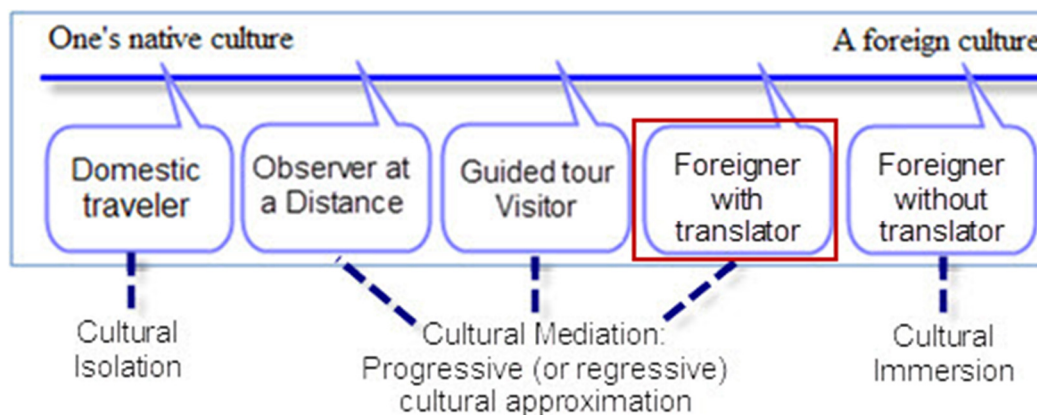 One's native culture
A foreign culture
Domestic
traveler
Observer at
a Distance
Guided tour
Visitor
Foreigner
with
translator
Foreigner
without
translator
Cultural
Isolation
Cultural Mediation:
Progressive (or regressive)
cultural approximation
Cultural
Immersion